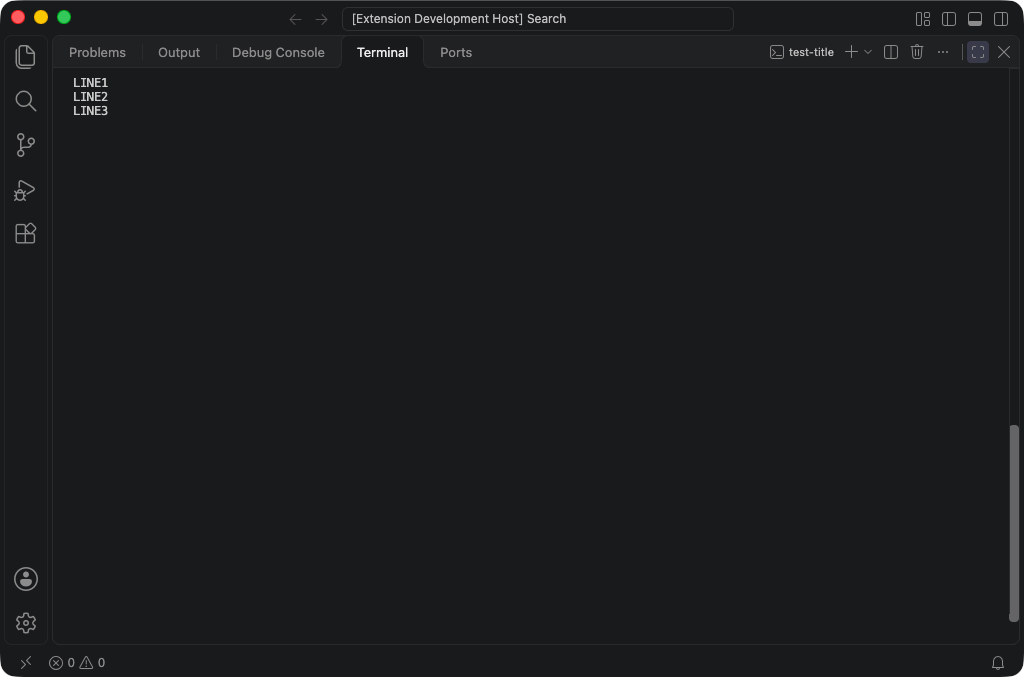 [Extension Development Host] Search
Problems Output Debug Console Terminal Ports test-title
LINE1
LINE2
LINE3
0 0